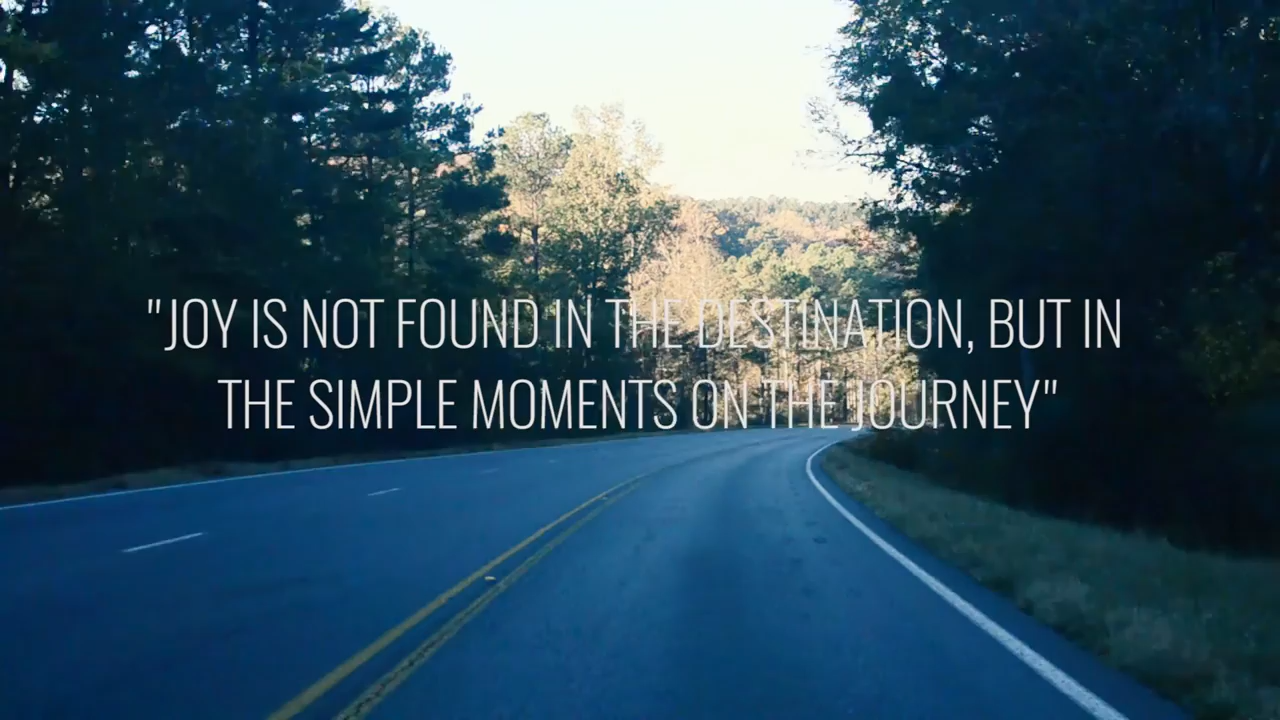 "JOY IS NOT FOUND IN THE DESTINATION, BUT IN
THE SIMPLE MOMENTS ON THE JOURNEY"